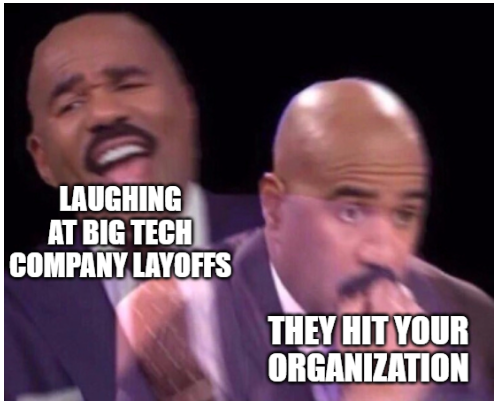 LAUGHING
AT BIG TECH
COMPANY LAYOFFS
THEY HIT YOUR
ORGANIZATION